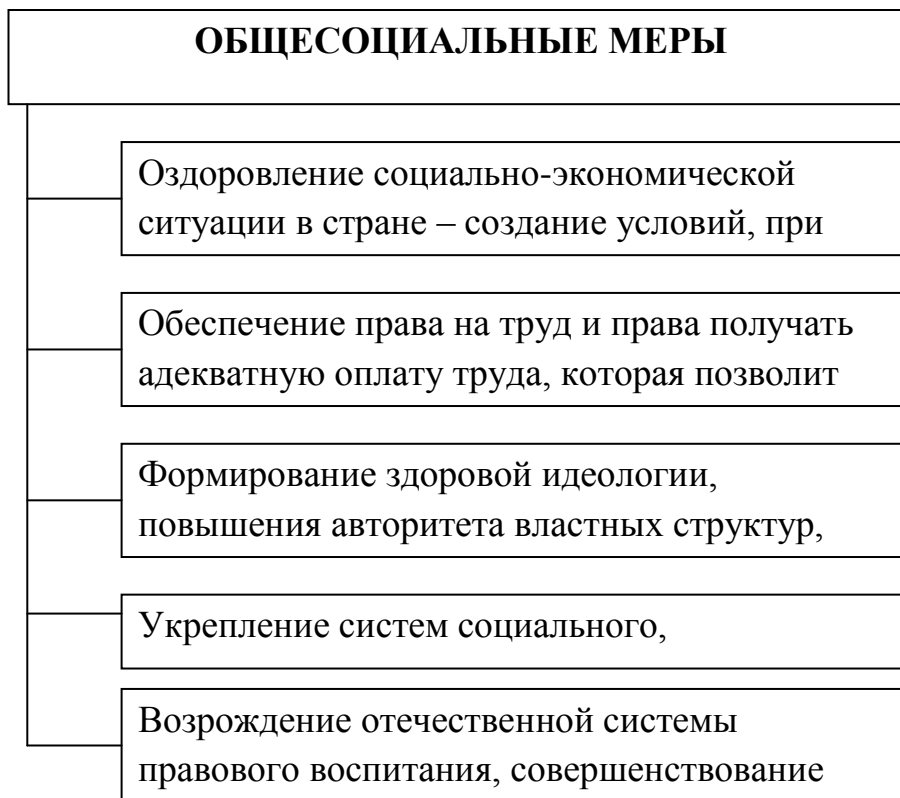 ОБЩЕСОЦИАЛЬНЫЕ МЕРЫ
Оздоровление социально-экономической
ситуации в стране – создание условий, при
Обеспечение права на труд и права получать
адекватную оплату труда, которая позволит
Формирование здоровой идеологии,
повышения авторитета властных структур,
Укрепление систем социального,
Возрождение отечественной системы
правового воспитания, совершенствование